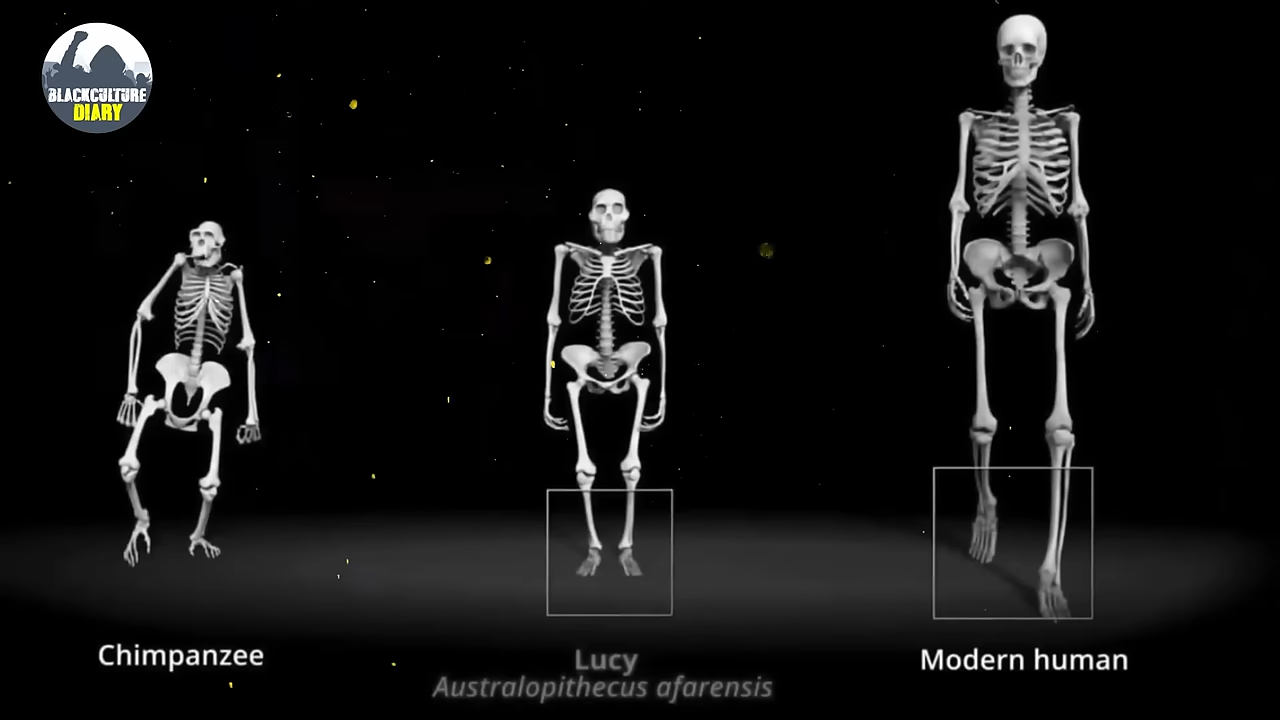 BLACKCULTURE
DIARY
Chimpanzee
Lucy
Australopithecus afarensis
Modern human